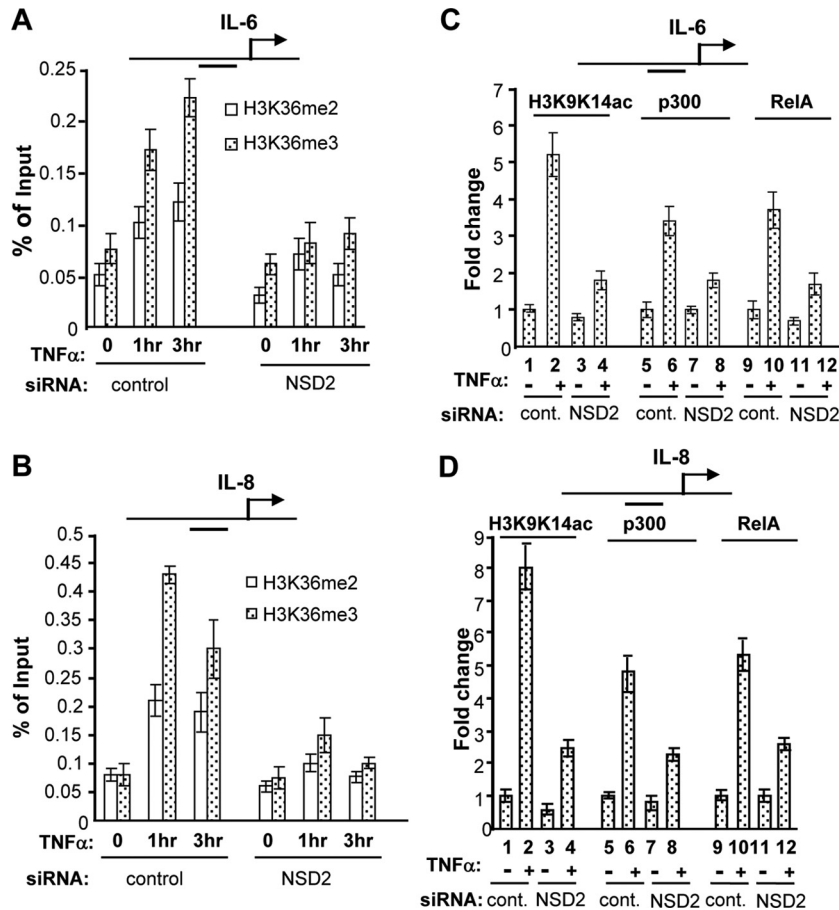 A
IL-6
0.25
0.2
0.15
0.1
0.05
0
% of Input
H3K36me2
H3K36me3
TNFα: 0 1hr 3hr 0 1hr 3hr
siRNA: control NSD2
B
IL-8
0.5
0.45
0.4
0.35
0.3
0.25
0.2
0.15
0.1
0.05
0
% of Input
H3K36me2
H3K36me3
TNFα: 0 1hr 3hr 0 1hr 3hr
siRNA: control NSD2
C
IL-6
H3K9K14ac p300 RelA
7
6
5
4
3
2
1
0
Fold change
1 2 3 4 5 6 7 8 9 10 11 12
TNFα: - + - + - + - + - + - +
siRNA: cont. NSD2 cont. NSD2 cont. NSD2
D
IL-8
H3K9K14ac p300 RelA
9
8
6
5
3
2
1
0
Fold change
1 2 3 4 5 6 7 8 9 10 11 12
TNFα: - + - + - + - + - + - +
siRNA: cont. NSD2 cont. NSD2 cont. NSD2